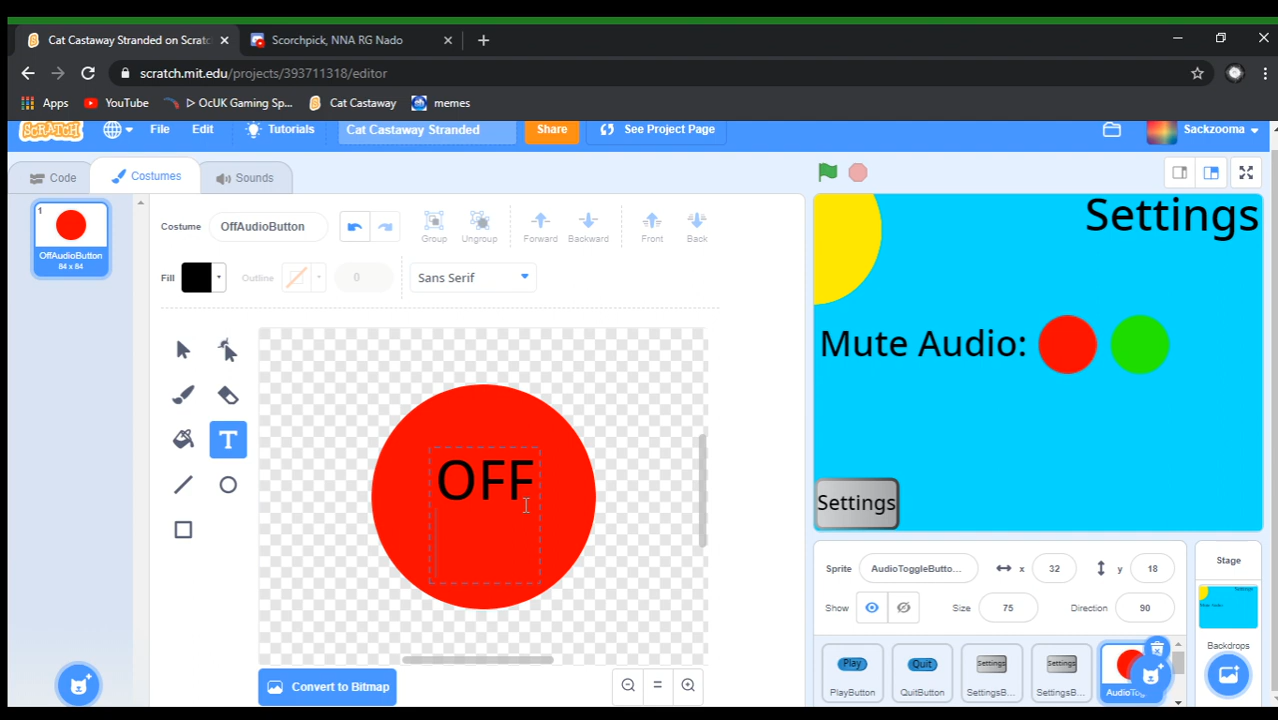 Cat Castaway Stranded on Scratc
Scorchpick, NNA RG Nado
scratch.mit.edu/projects/393711318/editor
Apps
YouTube
OcUK Gaming Sp...
Cat Castaway
memes
SCRATCH
File
Edit
Tutorials
Cat Castaway Stranded
Share
See Project Page
Sackzooma
Code
Costumes
Sounds
1
OffAudioButton
84 x 84
Costume
OffAudioButton
Group
Ungroup
Forward
Backward
Front
Back
Fill
Outline
0
Sans Serif
T
OFF
Convert to Bitmap
Settings
Mute Audio:
Settings
Sprite
AudioToggleButto...
x
32
y
18
Show
Size
75
Direction
90
Play
PlayButton
Quit
QuitButton
Settings
SettingsB...
Settings
SettingsB...
Stage
Backdrops